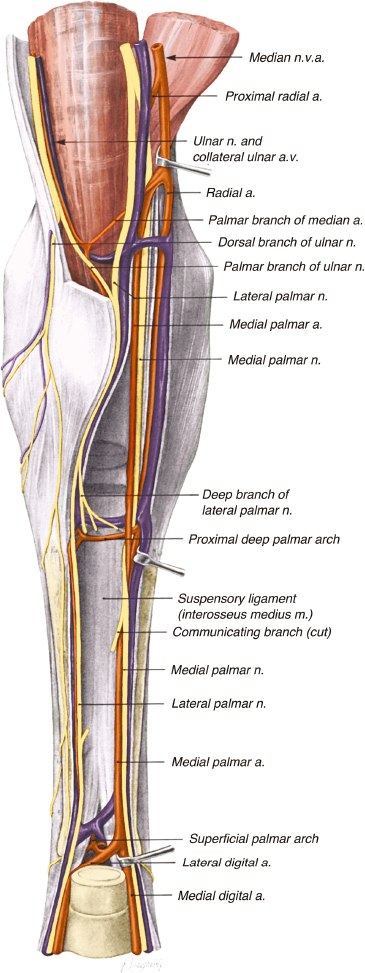 Median n.v.a.
Proximal radial a.
Ulnar n. and
collateral ulnar a.v.
Radial a.
Palmar branch of median a.
Dorsal branch of ulnar n.
Palmar branch of ulnar n.
Lateral palmar n.
Medial palmar a.
Medial palmar n.
Deep branch of
lateral palmar n.
Proximal deep palmar arch
Suspensory ligament
(interosseus medius m.)
Communicating branch (cut)
Medial palmar n.
Lateral palmar n.
Medial palmar a.
Superficial palmar arch
Lateral digital a.
Medial digital a.